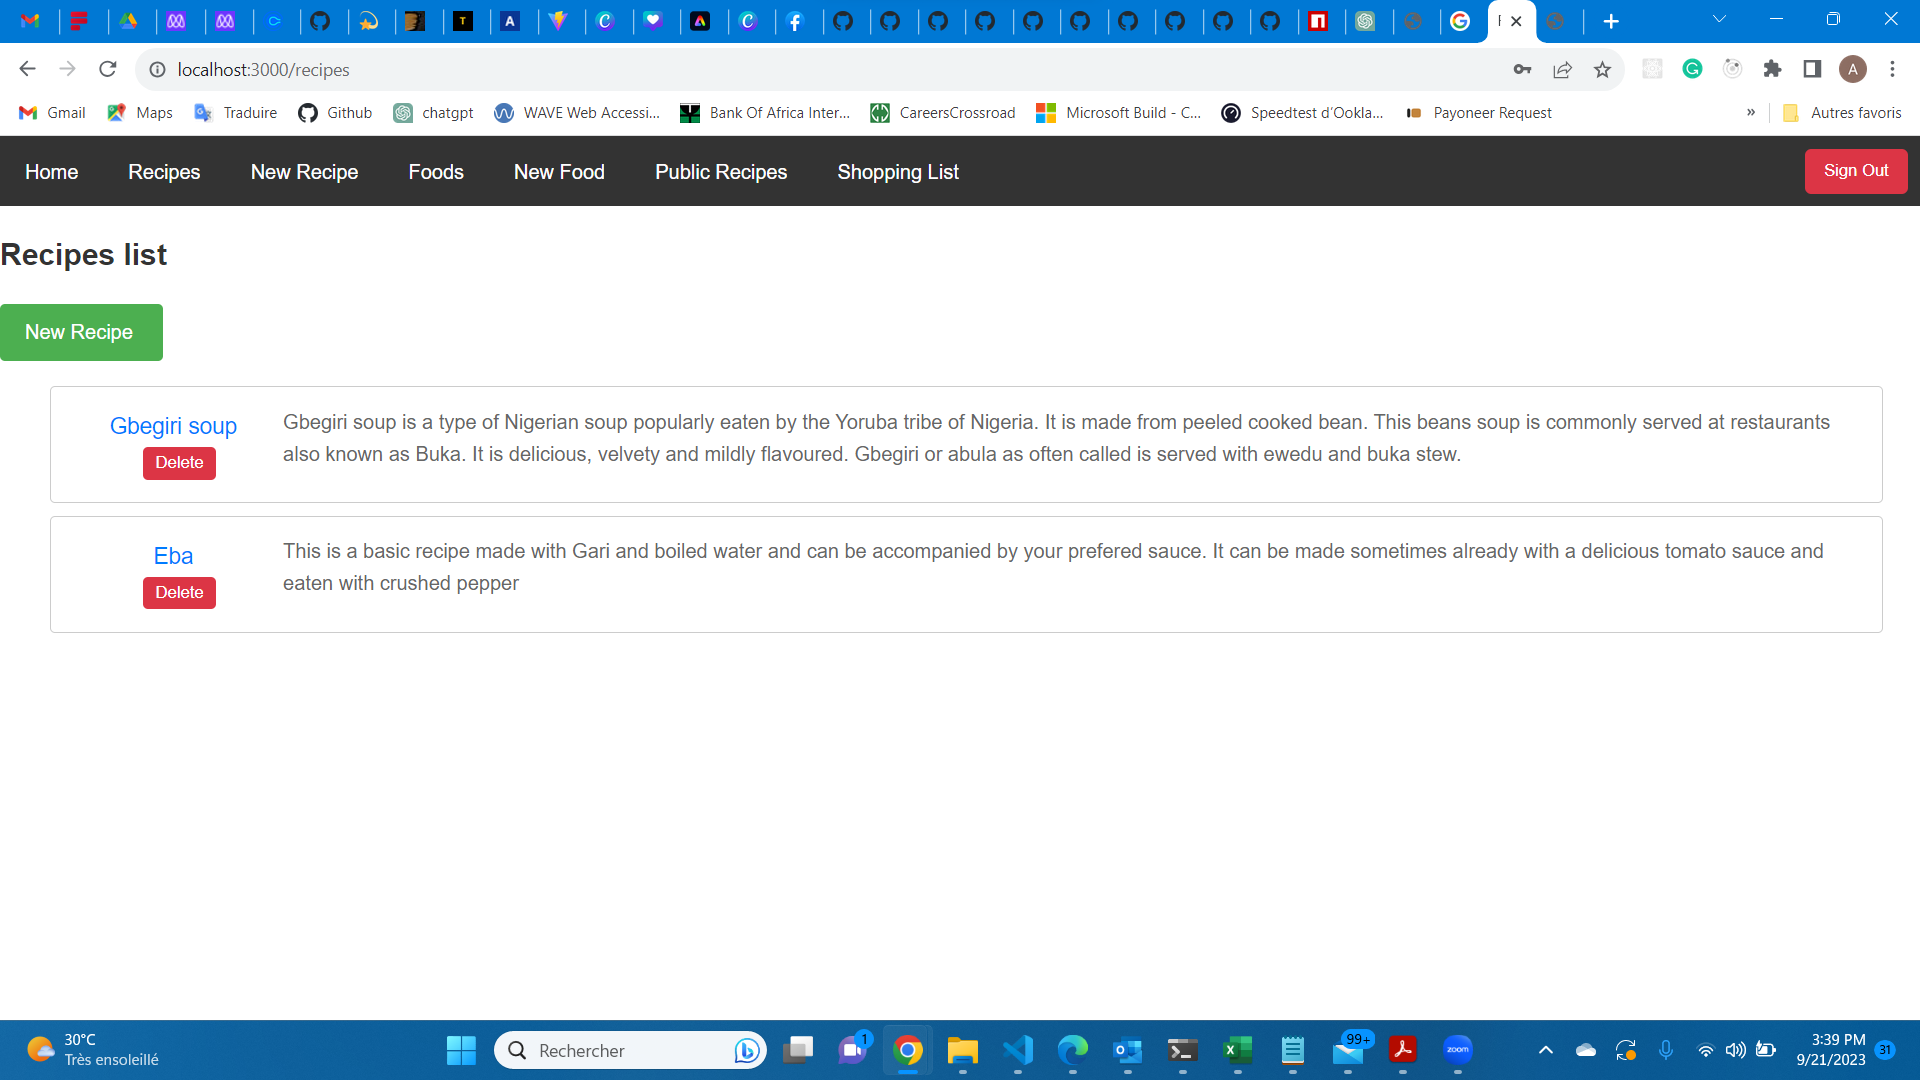 localhost:3000/recipes
Gmail Maps Traduire Github chatgpt WAVE Web Accessi... Bank Of Africa Inter... CareersCrossroad Microsoft Build - C... Speedtest d'Ookla... Payoneer Request » Autres favoris
Home Recipes New Recipe Foods New Food Public Recipes Shopping List Sign Out
Recipes list
New Recipe
Gbegiri soup
Delete
Gbegiri soup is a type of Nigerian soup popularly eaten by the Yoruba tribe of Nigeria. It is made from peeled cooked bean. This beans soup is commonly served at restaurants
also known as Buka. It is delicious, velvety and mildly flavoured. Gbegiri or abula as often called is served with ewedu and buka stew.
Eba
Delete
This is a basic recipe made with Gari and boiled water and can be accompanied by your prefered sauce. It can be made sometimes already with a delicious tomato sauce and
eaten with crushed pepper
30°C
Très ensoleillé
Rechercher
1
99+
zoom
3:39 PM
9/21/2023
31